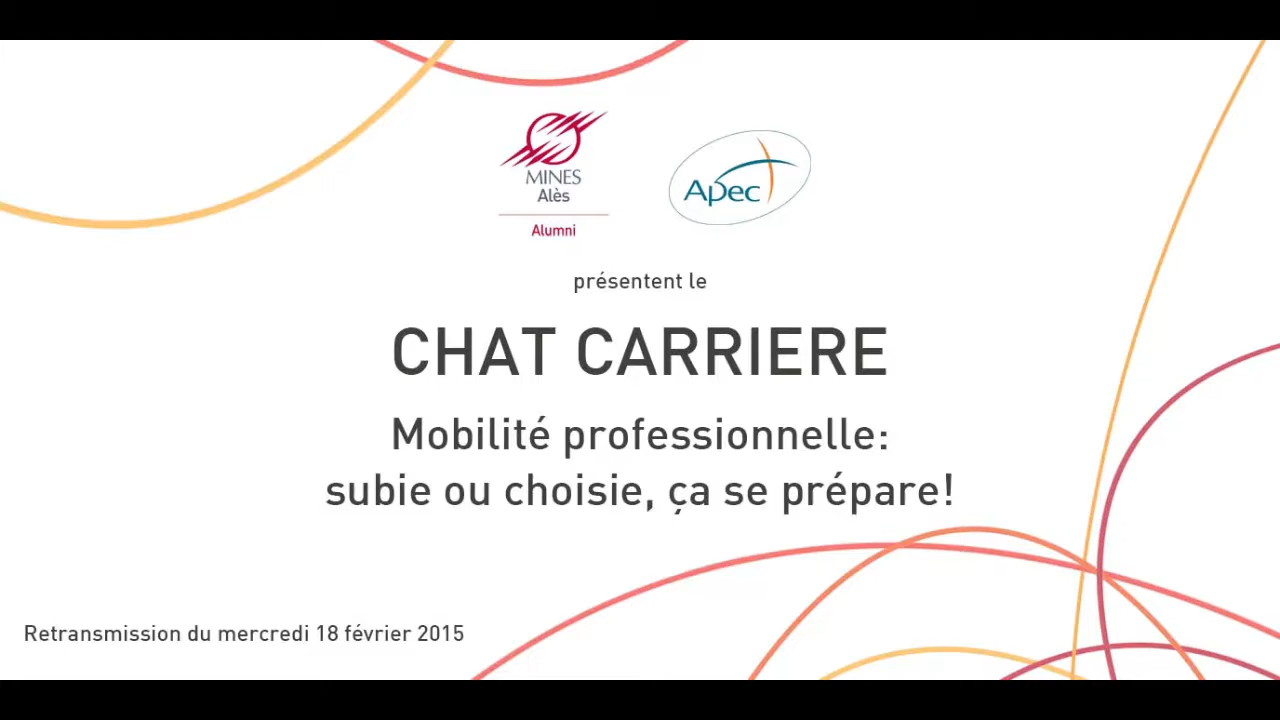 MINES
Alès
Alumni
Apec
présentent le
CHAT CARRIERE
Mobilité professionnelle:
subie ou choisie, ça se prépare!
Retransmission du mercredi 18 février 2015